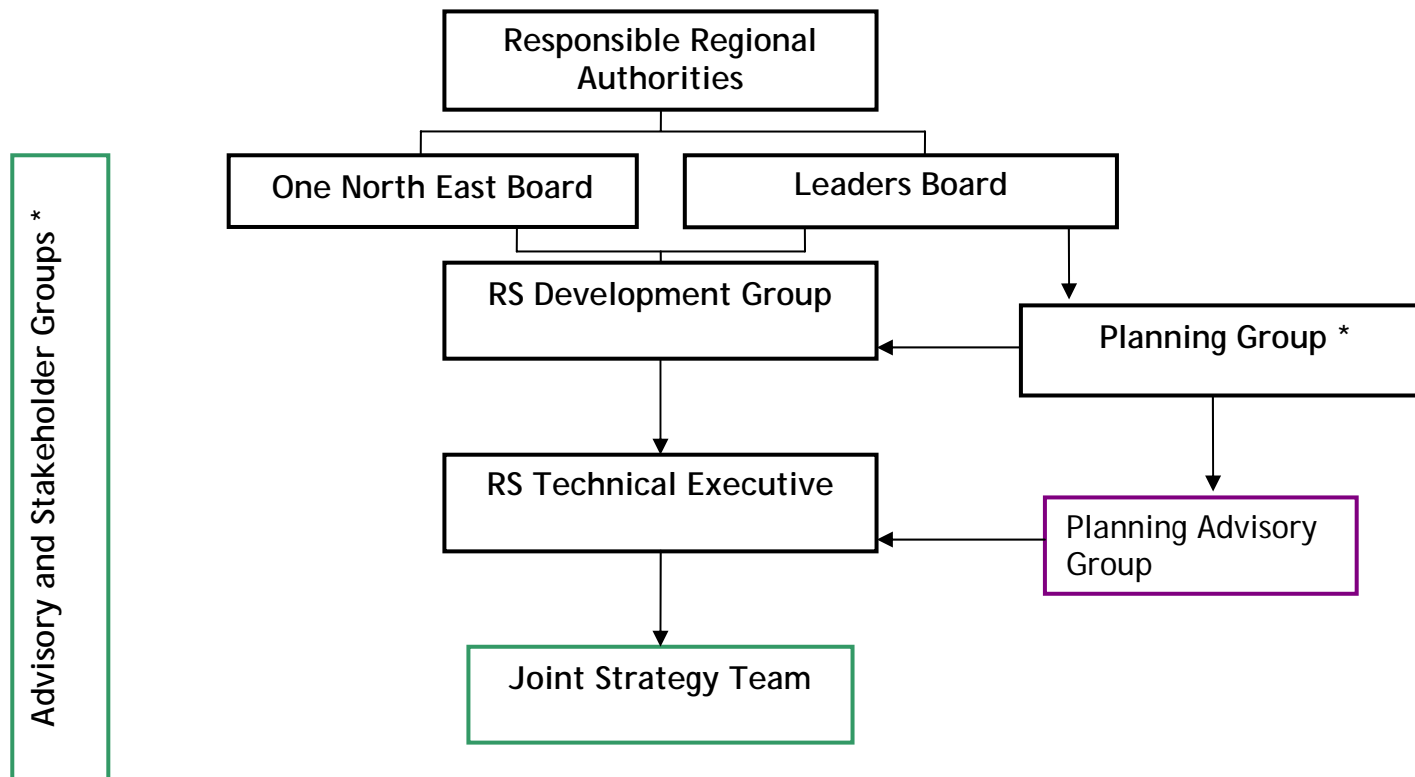 Responsible Regional
Authorities
One North East Board
Leaders Board
Advisory and Stakeholder Groups *
RS Development Group
Planning Group *
RS Technical Executive
Planning Advisory
Group
Joint Strategy Team